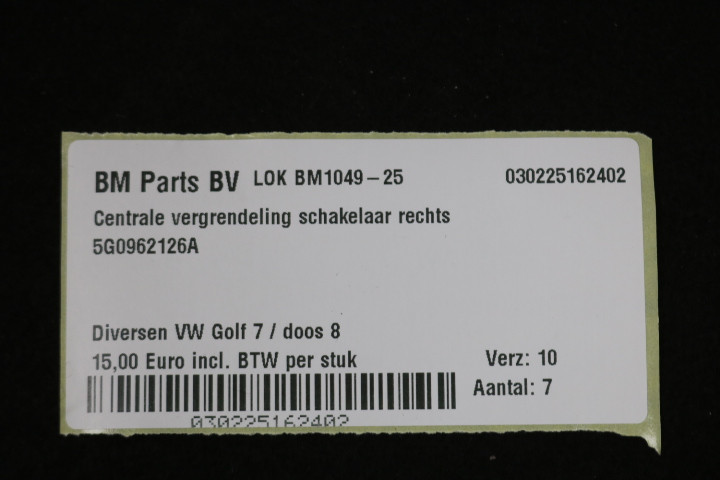 BM Parts BV LOK BM1049-25 030225162402
Centrale vergrendeling schakelaar rechts
5G0962126A
Diversen VW Golf 7 / doos 8
15,00 Euro incl. BTW per stuk Verz: 10
Aantal: 7
030225162402